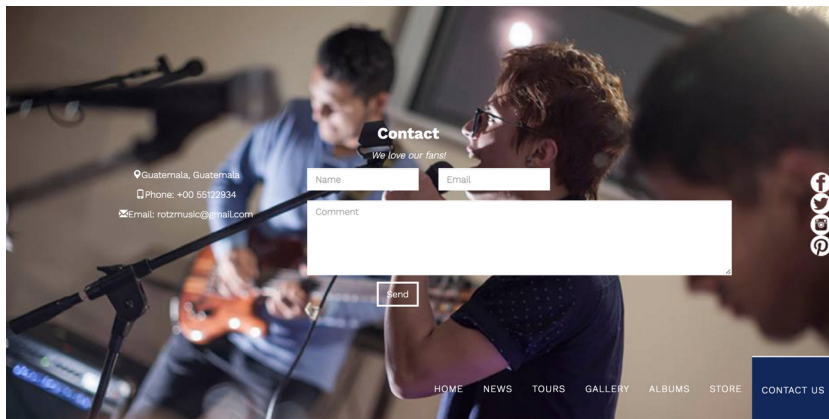 Contact
We love our fans!
Guatemala, Guatemala
Phone: +00 55122934
Email: rotzmusic@gmail.com
Name
Email
Comment
Send
HOME NEWS TOURS GALLERY ALBUMS STORE CONTACT US